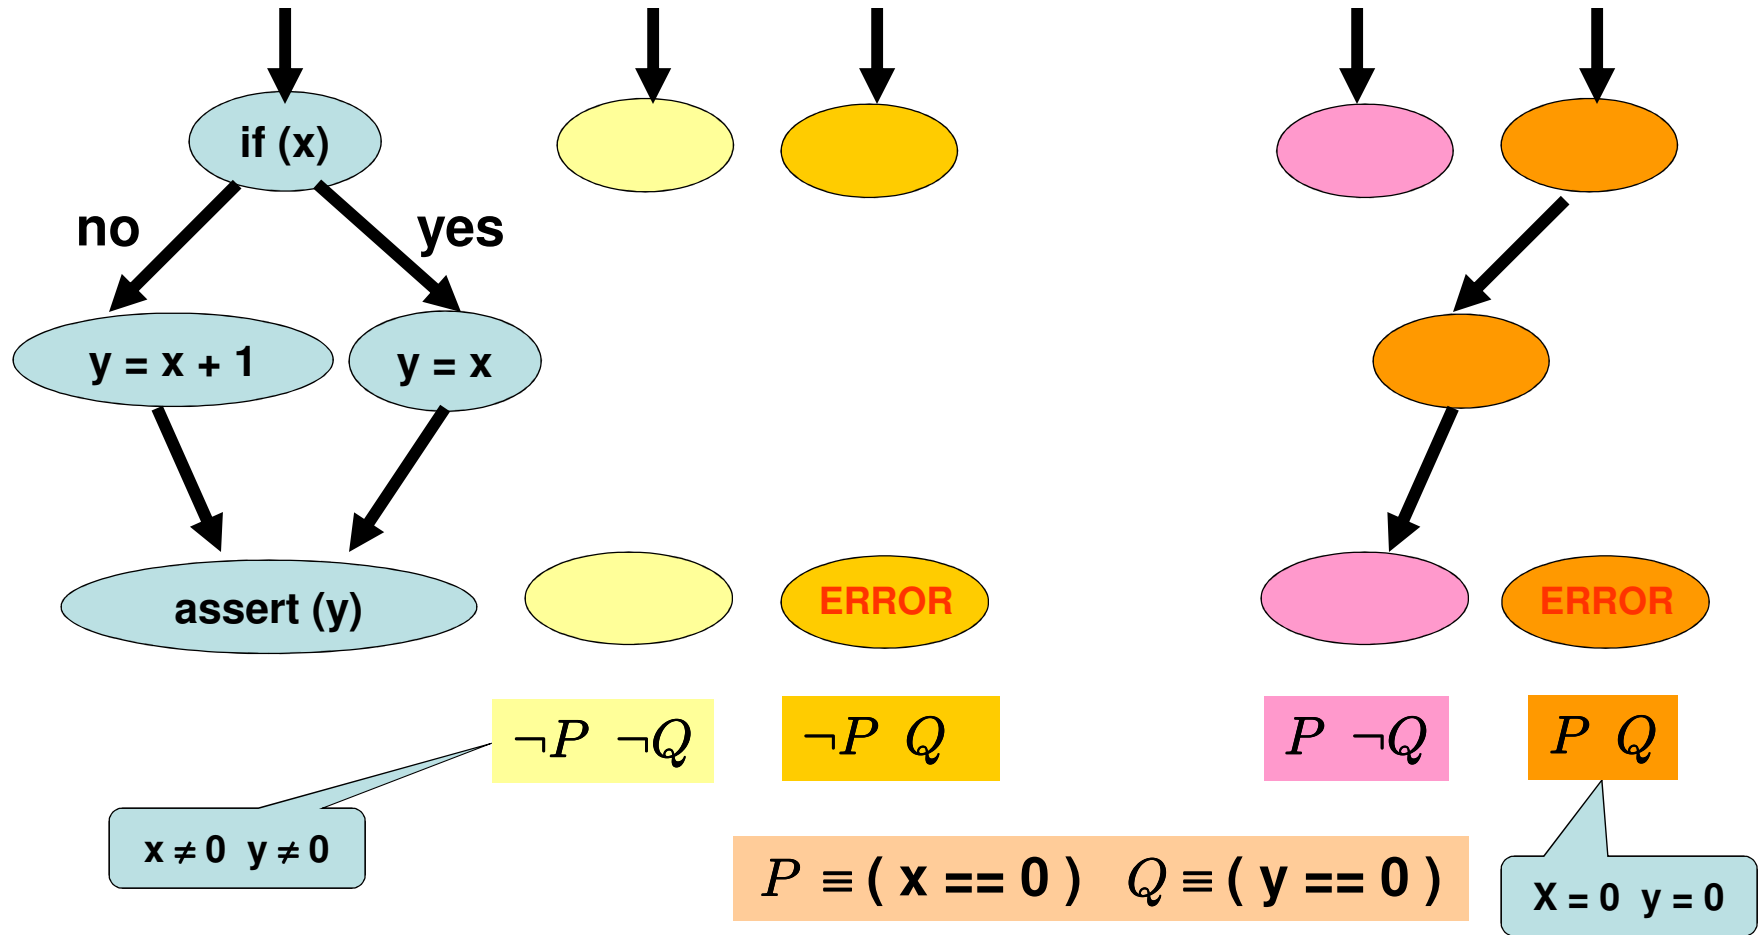 if (x)
no
yes
y = x + 1
y = x
assert (y)
ERROR
ERROR
¬P ¬Q
¬P Q
P ¬Q
P Q
x ≠ 0 y ≠ 0
P ≡ ( x == 0 ) Q ≡ ( y == 0 )
X = 0 y = 0